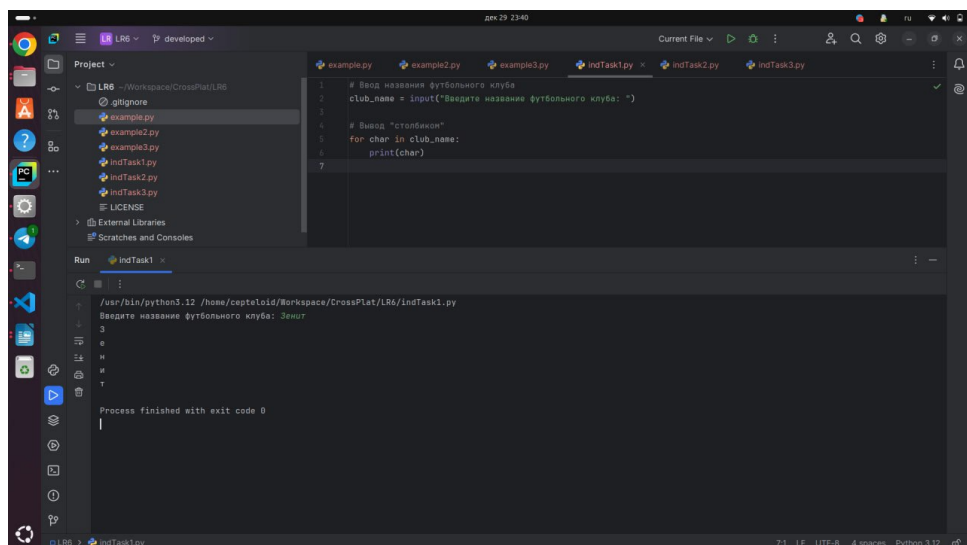 дек 29 23:40
ru
LR LR6 developed
Current File
Project
example.py example2.py example3.py indTask1.py indTask2.py indTask3.py
LR6 ~/Workspace/CrossPlat/LR6
.gitignore
example.py
example2.py
example3.py
indTask1.py
indTask2.py
indTask3.py
LICENSE
External Libraries
Scratches and Consoles
1 # Ввод названия футбольного клуба
2 club_name = input("Введите название футбольного клуба: ")
3
4 # Вывод "столбиком"
5 for char in club_name:
6 print(char)
7
PC
Run indTask1
/usr/bin/python3.12 /home/cepteloid/Workspace/CrossPlat/LR6/indTask1.py
Введите название футбольного клуба: Зенит
З
е
н
и
т
Process finished with exit code 0
LR6 > indTask1.py
7:1 LF UTF-8 4 spaces Python 3.12